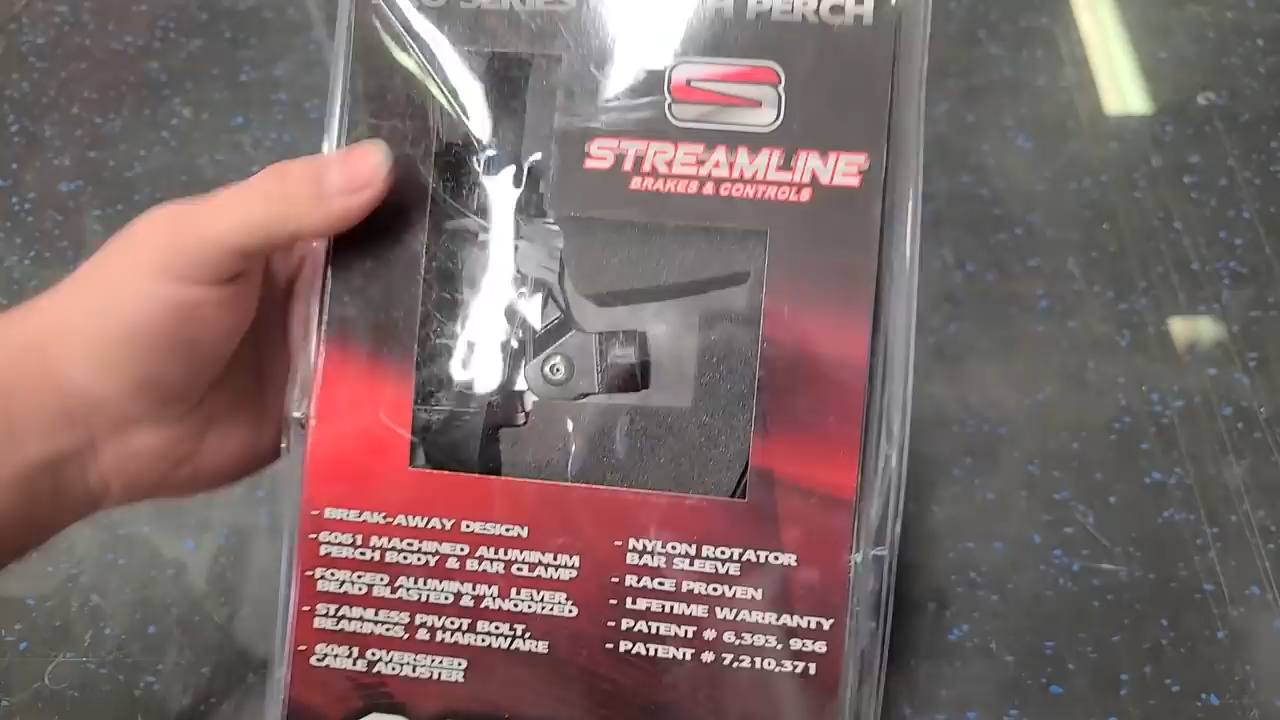 SERIES PERCH
S
STREAMLINE
BRAKES & CONTROLS
- BREAK-AWAY DESIGN
- 6061 MACHINED ALUMINUM
PERCH BODY & BAR CLAMP
- FORGED ALUMINUM LEVER,
BEAD BLASTED & ANODIZED
- STAINLESS PIVOT BOLT,
BEARINGS, & HARDWARE
- 6061 OVERSIZED
CABLE ADJUSTER
- NYLON ROTATOR
BAR SLEEVE
- RACE PROVEN
- LIFETIME WARRANTY
- PATENT # 6,393, 936
- PATENT # 7,210,371